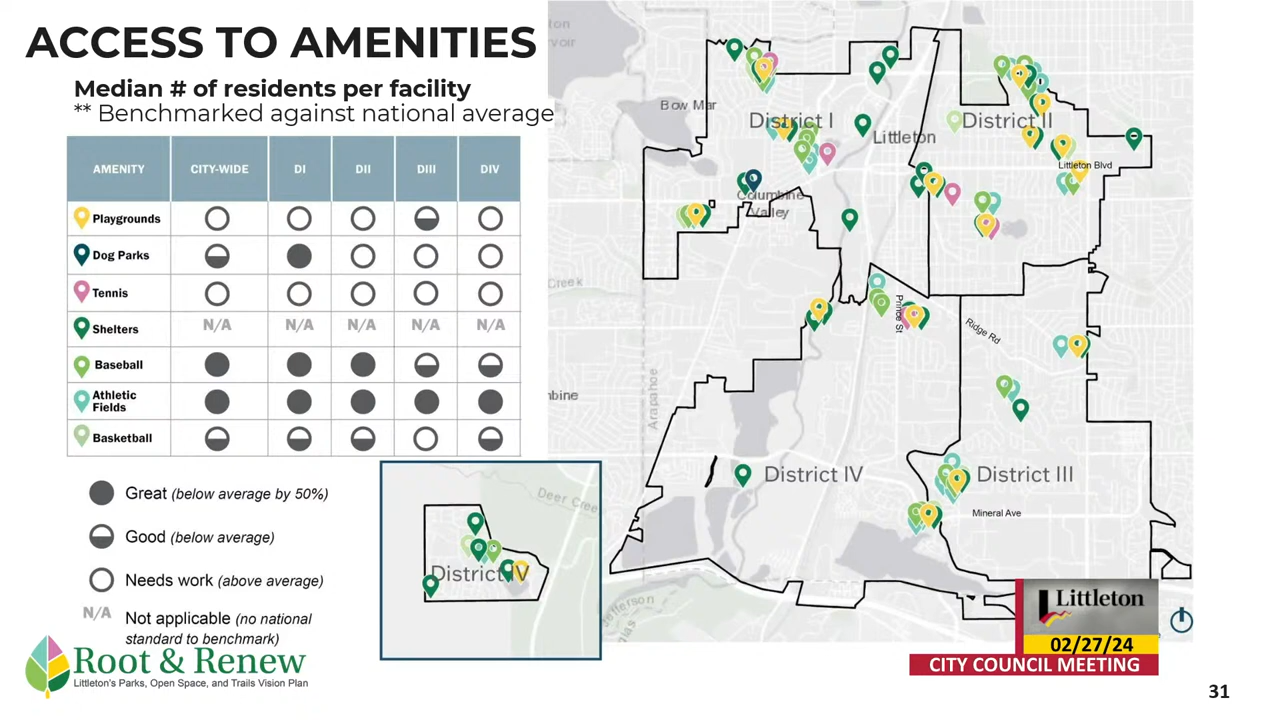 ACCESS TO AMENITIES
Median # of residents per facility
** Benchmarked against national average
AMENITY CITY-WIDE DI DII DIII DIV
Playgrounds
Dog Parks
Tennis
Shelters N/A N/A N/A N/A N/A
Baseball
Athletic
Fields
Basketball
Great (below average by 50%)
Good (below average)
Needs work (above average)
N/A Not applicable (no national
standard to benchmark)
Root & Renew
Littleton's Parks, Open Space, and Trails Vision Plan
Deer Cree
District IV
Bow Mar
District I
Littleton
District II
Littleton Blvd
Columbine
Valley
Creek
Prince St
Ridge Rd
Arapahoe
District IV
District III
Mineral Ave
Littleton
02/27/24
CITY COUNCIL MEETING
31